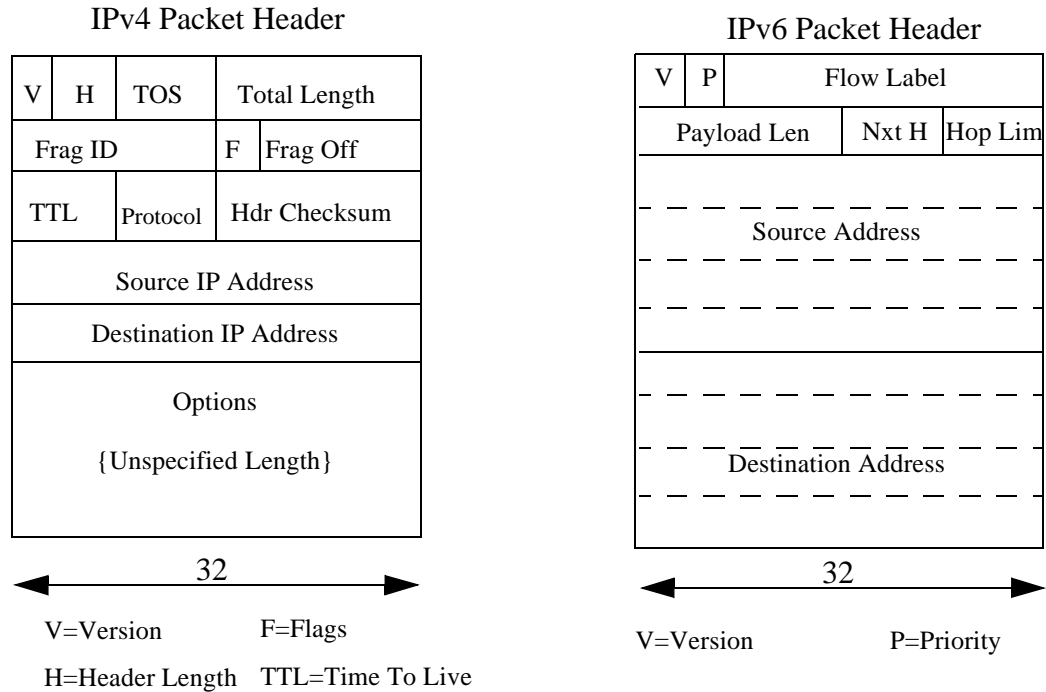 IPv4 Packet Header
V H TOS Total Length
Frag ID F Frag Off
TTL Protocol Hdr Checksum
Source IP Address
Destination IP Address
Options
{Unspecified Length}
32
V=Version F=Flags
H=Header Length TTL=Time To Live
IPv6 Packet Header
V P Flow Label
Payload Len Nxt H Hop Lim
Source Address
Destination Address
32
V=Version P=Priority